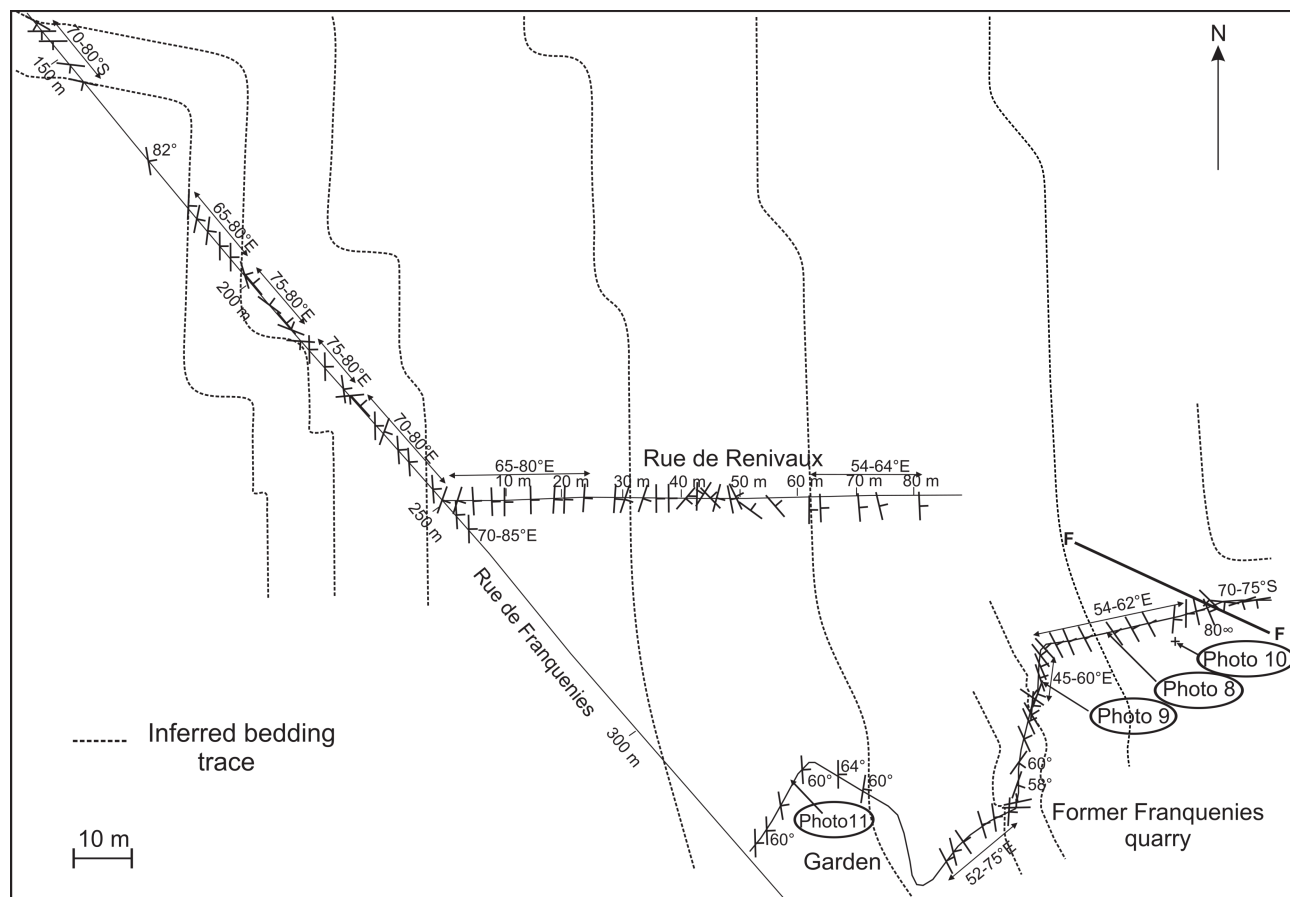 N
70-80°S
150 m
82°
65-80°E
200 m
75-80°E
75-80°E
70-80°E
250 m
65-80°E
Rue de Renivaux
54-64°E
10 m
20 m
30 m
40 m
50 m
60 m
70 m
80 m
70-85°E
Rue de Franquenies
300 m
F
F
70-75°S
54-62°E
80∞
Photo 10
Photo 8
45-60°E
Photo 9
60°
58°
52-75°E
Former Franquenies
quarry
60°
64°
60°
Photo11
60°
Garden
Inferred bedding
trace
10 m